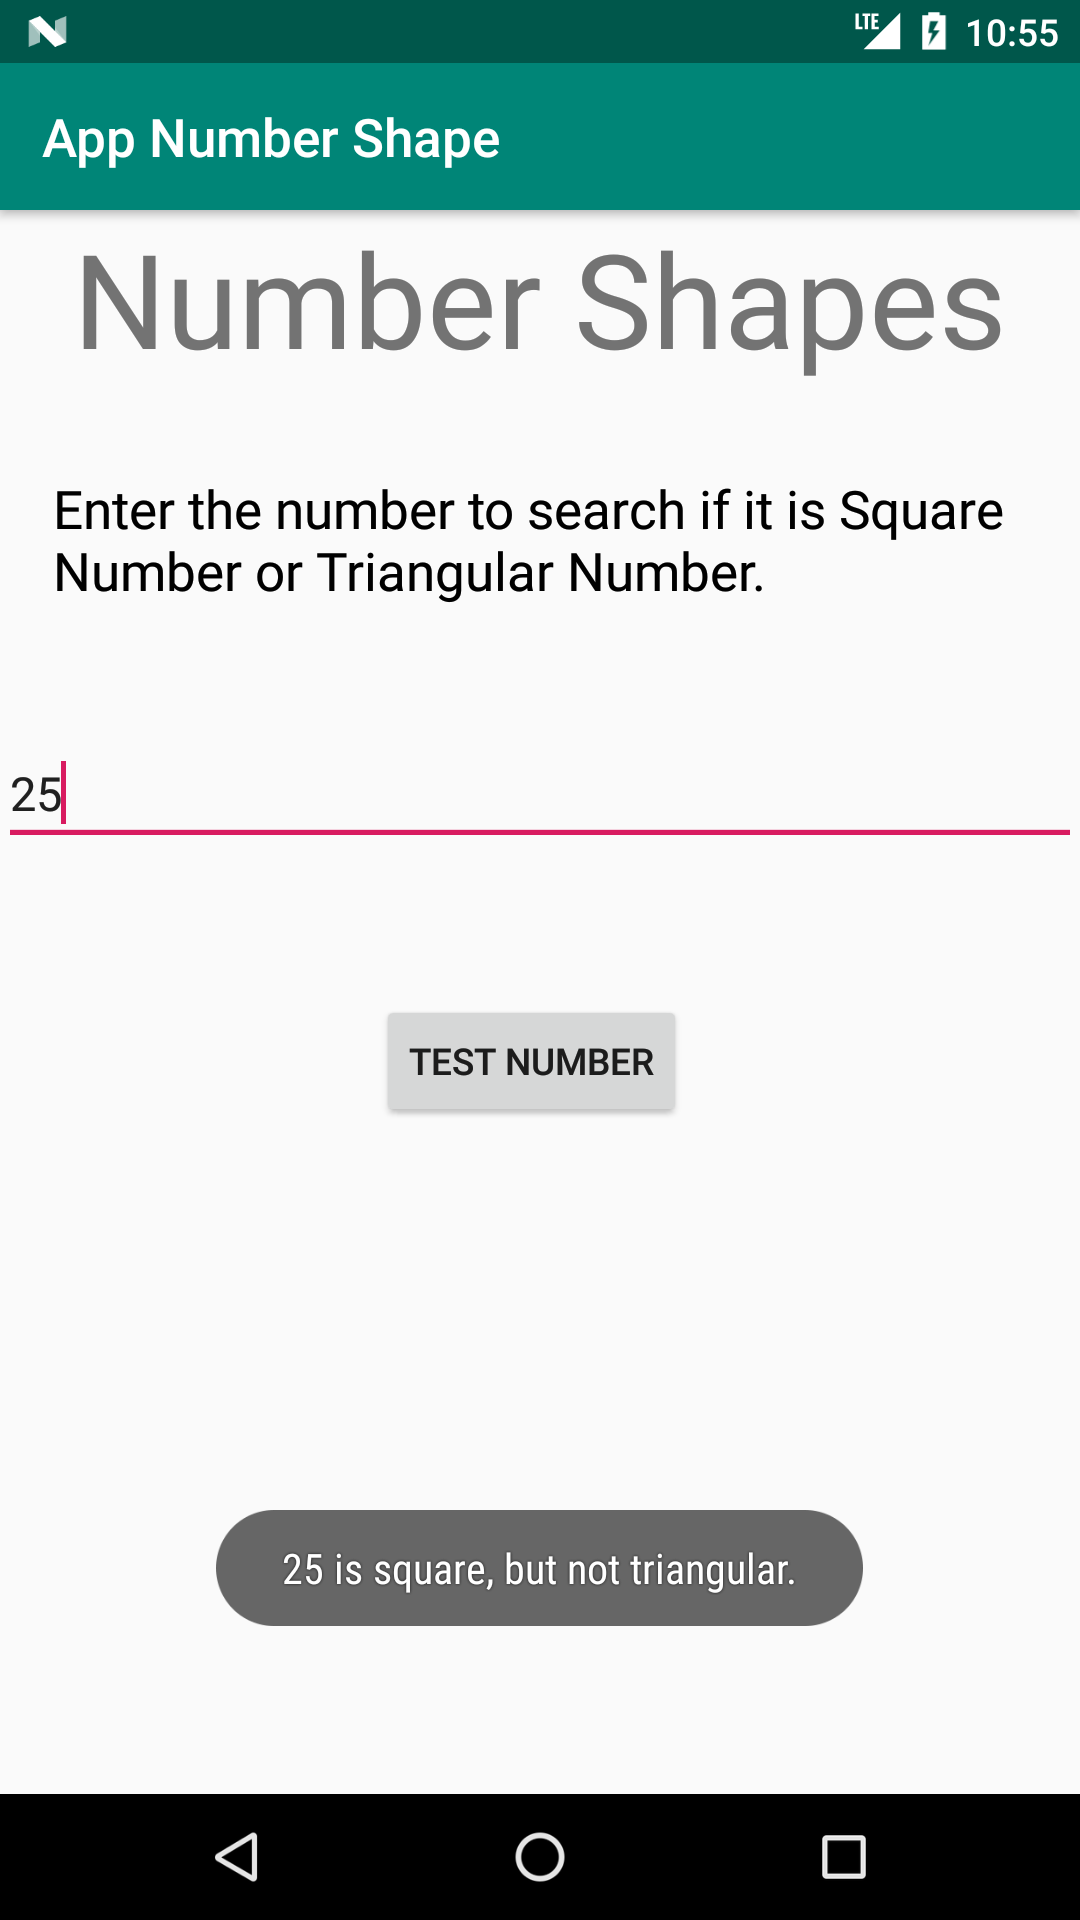 LTE 10:55
App Number Shape
Number Shapes
Enter the number to search if it is Square
Number or Triangular Number.
25
TEST NUMBER
25 is square, but not triangular.